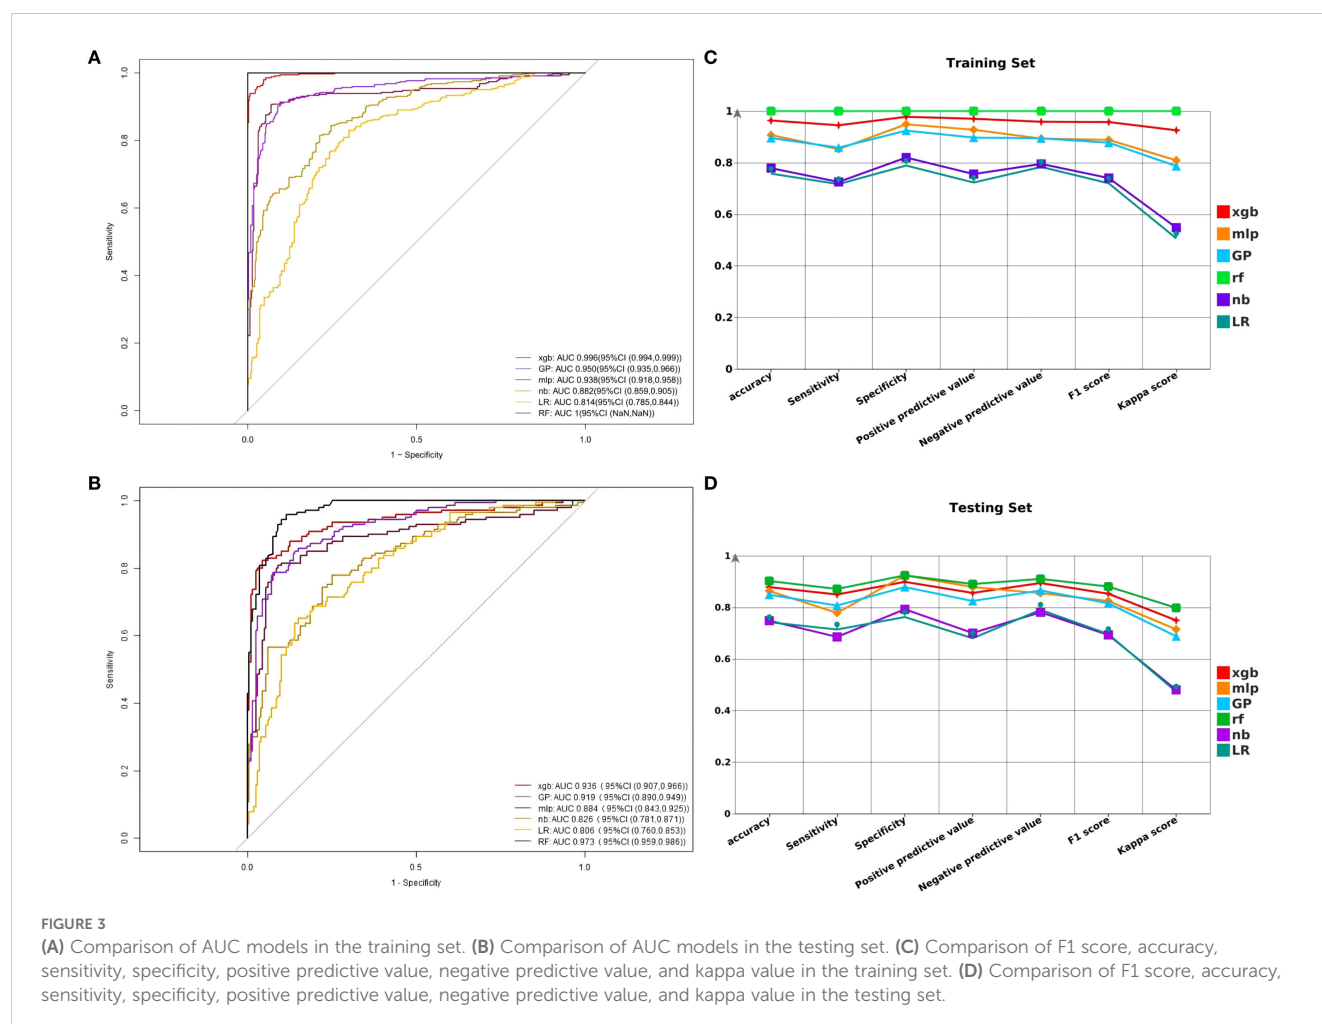 A
1.0
0.8
0.6
0.4
0.2
0.0
Sensitivity
xgb: AUC 0.996(95%CI (0.994,0.999))
GP: AUC 0.950(95%CI (0.935,0.966))
mlp: AUC 0.938(95%CI (0.918,0.958))
nb: AUC 0.882(95%CI (0.859,0.905))
LR: AUC 0.814(95%CI (0.785,0.844))
RF: AUC 1(95%CI (NaN,NaN))
0.0 0.5 1.0
1 − Specificity
C
Training Set
1
0.8
0.6
0.4
0.2
0
xgb
mlp
GP
rf
nb
LR
accuracy
Sensitivity
Specificity
Positive predictive value
Negative predictive value
F1 score
Kappa score
B
1.0
0.8
0.6
0.4
0.2
0.0
Sensitivity
xgb: AUC 0.936 ( 95%CI (0.907,0.966))
GP: AUC 0.919 ( 95%CI (0.890,0.949))
mlp: AUC 0.884 ( 95%CI (0.843,0.925))
nb: AUC 0.826 ( 95%CI (0.781,0.871))
LR: AUC 0.806 ( 95%CI (0.760,0.853))
RF: AUC 0.973 ( 95%CI (0.959,0.986))
0.0 0.5 1.0
1 - Specificity
D
Testing Set
1
0.8
0.6
0.4
0.2
0
xgb
mlp
GP
rf
nb
LR
accuracy
Sensitivity
Specificity
Positive predictive value
Negative predictive value
F1 score
Kappa score
FIGURE 3
(A) Comparison of AUC models in the training set. (B) Comparison of AUC models in the testing set. (C) Comparison of F1 score, accuracy,
sensitivity, specificity, positive predictive value, negative predictive value, and kappa value in the training set. (D) Comparison of F1 score, accuracy,
sensitivity, specificity, positive predictive value, negative predictive value, and kappa value in the testing set.